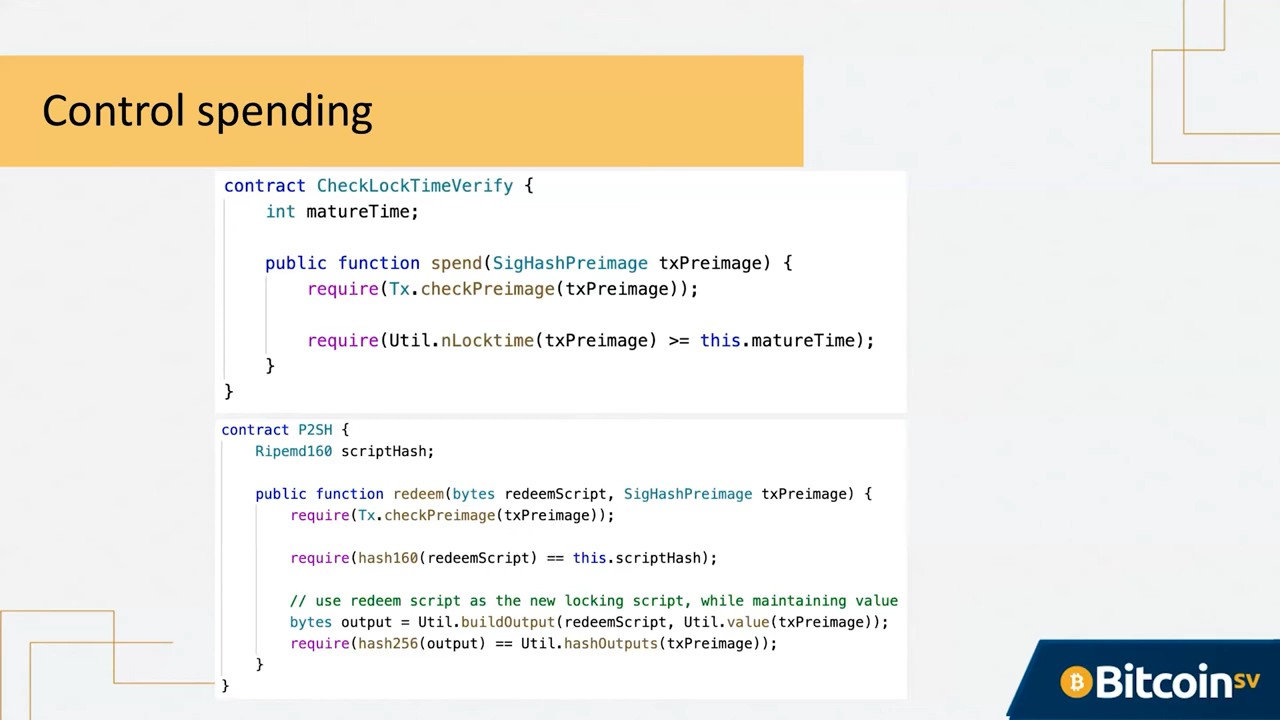 Control spending
contract CheckLockTimeVerify {
int matureTime;
public function spend(SigHashPreimage txPreimage) {
require(Tx.checkPreimage(txPreimage));
require(Util.nLocktime(txPreimage) >= this.matureTime);
}
}
contract P2SH {
Ripemd160 scriptHash;
public function redeem(bytes redeemScript, SigHashPreimage txPreimage) {
require(Tx.checkPreimage(txPreimage));
require(hash160(redeemScript) == this.scriptHash);
// use redeem script as the new locking script, while maintaining value
bytes output = Util.buildOutput(redeemScript, Util.value(txPreimage));
require(hash256(output) == Util.hashOutputs(txPreimage));
}
}
Bitcoin SV